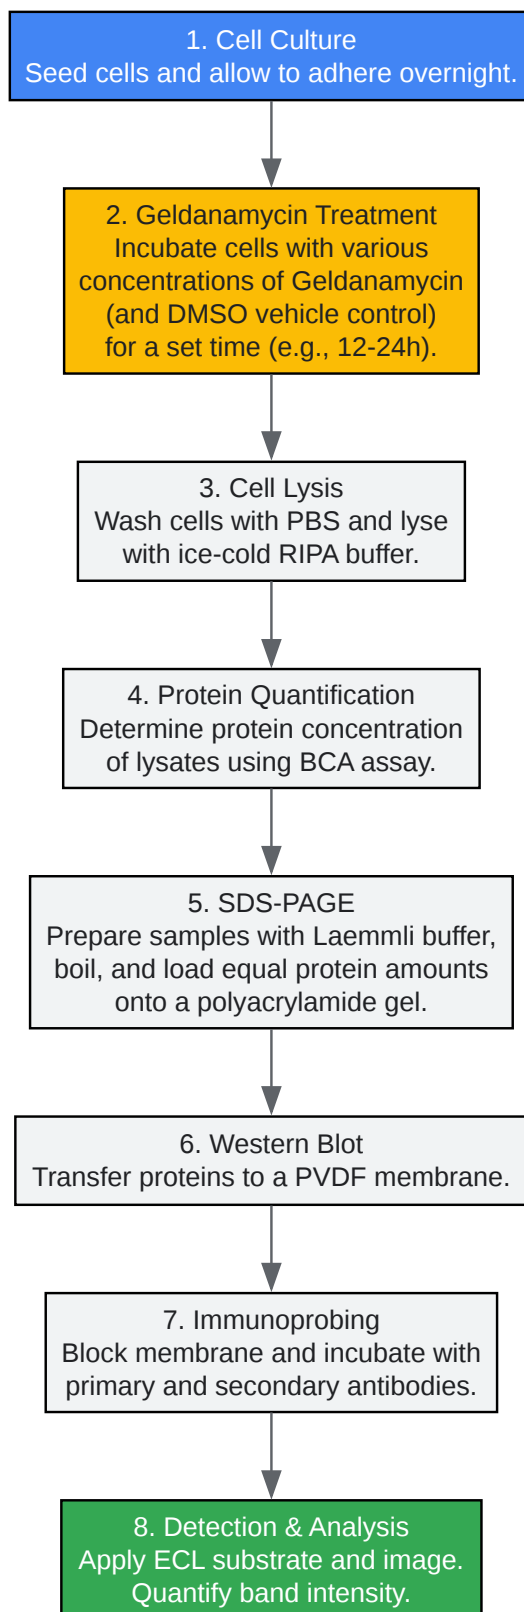 1. Cell Culture
Seed cells and allow to adhere overnight.
2. Geldanamycin Treatment
Incubate cells with various
concentrations of Geldanamycin
(and DMSO vehicle control)
for a set time (e.g., 12-24h).
3. Cell Lysis
Wash cells with PBS and lyse
with ice-cold RIPA buffer.
4. Protein Quantification
Determine protein concentration
of lysates using BCA assay.
5. SDS-PAGE
Prepare samples with Laemmli buffer,
boil, and load equal protein amounts
onto a polyacrylamide gel.
6. Western Blot
Transfer proteins to a PVDF membrane.
7. Immunoprobing
Block membrane and incubate with
primary and secondary antibodies.
8. Detection & Analysis
Apply ECL substrate and image.
Quantify band intensity.